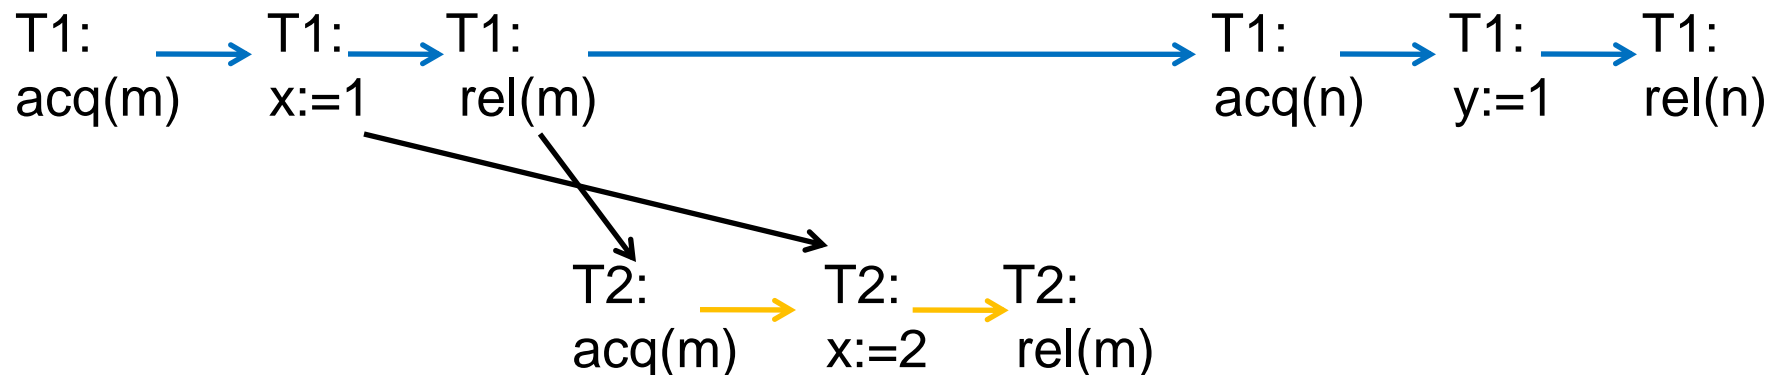 T1: T1: T1: T1: T1: T1:
acq(m) x:=1 rel(m) acq(n) y:=1 rel(n)
T2: T2: T2:
acq(m) x:=2 rel(m)